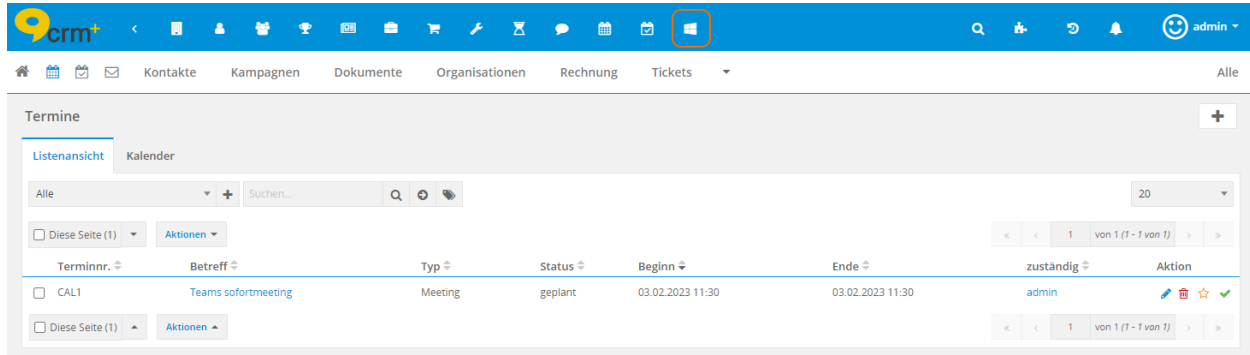 crm+
admin
Kontakte Kampagnen Dokumente Organisationen Rechnung Tickets Alle
Termine
Listenansicht Kalender
Alle Suchen... 20
Diese Seite (1) Aktionen 1 von 1 (1 - 1 von 1)
Terminnr. Betreff Typ Status Beginn Ende zuständig Aktion
CAL1 Teams sofortmeeting Meeting geplant 03.02.2023 11:30 03.02.2023 11:30 admin
Diese Seite (1) Aktionen 1 von 1 (1 - 1 von 1)